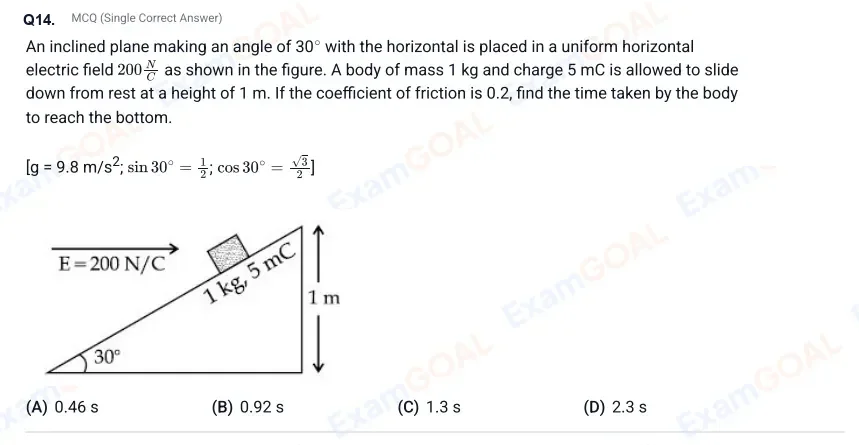 Q14. MCQ (Single Correct Answer)
An inclined plane making an angle of 30° with the horizontal is placed in a uniform horizontal
electric field 200 N/C as shown in the figure. A body of mass 1 kg and charge 5 mC is allowed to slide
down from rest at a height of 1 m. If the coefficient of friction is 0.2, find the time taken by the body
to reach the bottom.
[g = 9.8 m/s²; sin 30° = 1/2; cos 30° = √3/2]
E = 200 N/C
1 kg, 5 mC
1 m
30°
(A) 0.46 s (B) 0.92 s (C) 1.3 s (D) 2.3 s
ExamGOAL